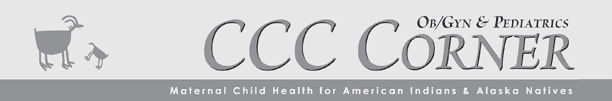 Ob/Gyn & Pediatrics
CCC Corner
Maternal Child Health for American Indians & Alaska Natives